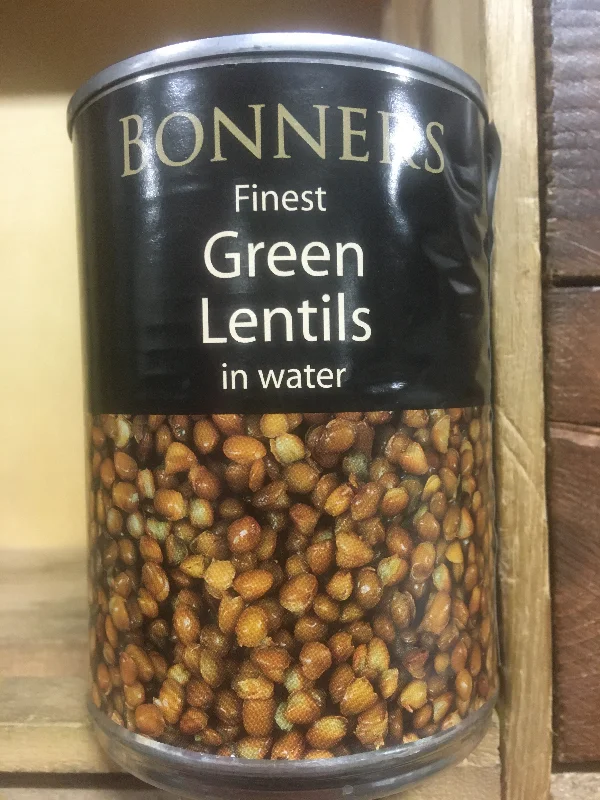 BONNERS
Finest
Green
Lentils
in water